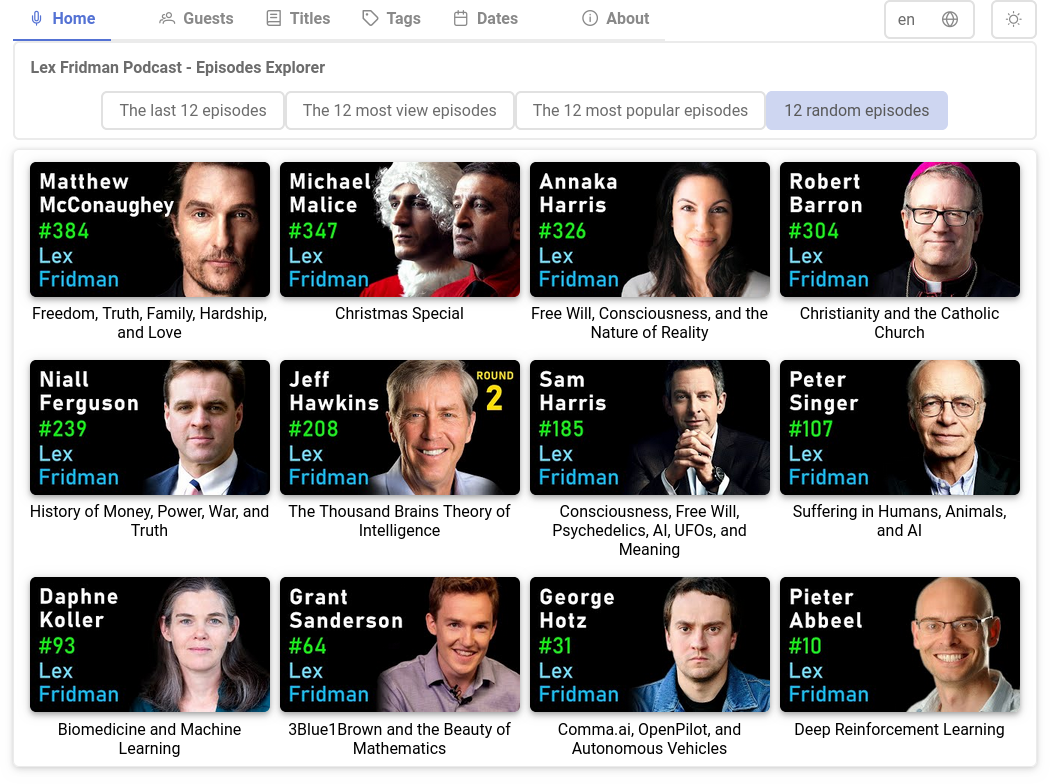 Home
Guests
Titles
Tags
Dates
About
en
Lex Fridman Podcast - Episodes Explorer
The last 12 episodes
The 12 most view episodes
The 12 most popular episodes
12 random episodes
Matthew
McConaughey
#384
Lex
Fridman
Freedom, Truth, Family, Hardship,
and Love
Michael
Malice
#347
Lex
Fridman
Christmas Special
Annaka
Harris
#326
Lex
Fridman
Free Will, Consciousness, and the
Nature of Reality
Robert
Barron
#304
Lex
Fridman
Christianity and the Catholic
Church
Niall
Ferguson
#239
Lex
Fridman
History of Money, Power, War, and
Truth
Jeff
Hawkins
#208
Lex
Fridman
ROUND
2
The Thousand Brains Theory of
Intelligence
Sam
Harris
#185
Lex
Fridman
Consciousness, Free Will,
Psychedelics, AI, UFOs, and
Meaning
Peter
Singer
#107
Lex
Fridman
Suffering in Humans, Animals,
and AI
Daphne
Koller
#93
Lex
Fridman
Biomedicine and Machine
Learning
Grant
Sanderson
#64
Lex
Fridman
3Blue1Brown and the Beauty of
Mathematics
George
Hotz
#31
Lex
Fridman
Comma.ai, OpenPilot, and
Autonomous Vehicles
Pieter
Abbeel
#10
Lex
Fridman
Deep Reinforcement Learning